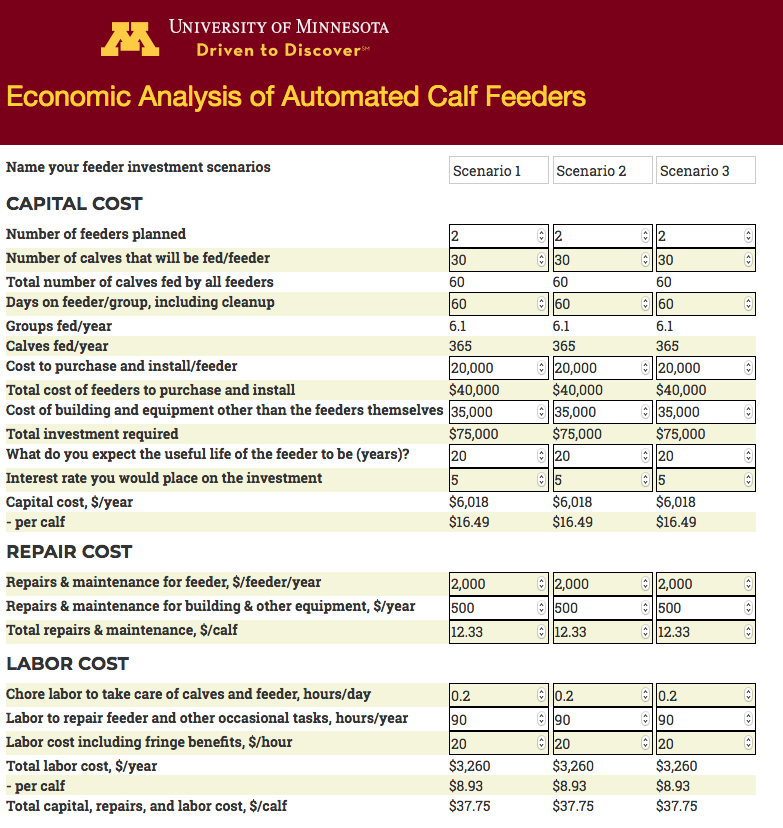 UNIVERSITY OF MINNESOTA
Driven to Discover℠
Economic Analysis of Automated Calf Feeders
Name your feeder investment scenarios Scenario 1 Scenario 2 Scenario 3
CAPITAL COST
Number of feeders planned 2 2 2
Number of calves that will be fed/feeder 30 30 30
Total number of calves fed by all feeders 60 60 60
Days on feeder/group, including cleanup 60 60 60
Groups fed/year 6.1 6.1 6.1
Calves fed/year 365 365 365
Cost to purchase and install/feeder 20,000 20,000 20,000
Total cost of feeders to purchase and install $40,000 $40,000 $40,000
Cost of building and equipment other than the feeders themselves 35,000 35,000 35,000
Total investment required $75,000 $75,000 $75,000
What do you expect the useful life of the feeder to be (years)? 20 20 20
Interest rate you would place on the investment 5 5 5
Capital cost, $/year $6,018 $6,018 $6,018
- per calf $16.49 $16.49 $16.49
REPAIR COST
Repairs & maintenance for feeder, $/feeder/year 2,000 2,000 2,000
Repairs & maintenance for building & other equipment, $/year 500 500 500
Total repairs & maintenance, $/calf 12.33 12.33 12.33
LABOR COST
Chore labor to take care of calves and feeder, hours/day 0.2 0.2 0.2
Labor to repair feeder and other occasional tasks, hours/year 90 90 90
Labor cost including fringe benefits, $/hour 20 20 20
Total labor cost, $/year $3,260 $3,260 $3,260
- per calf $8.93 $8.93 $8.93
Total capital, repairs, and labor cost, $/calf $37.75 $37.75 $37.75